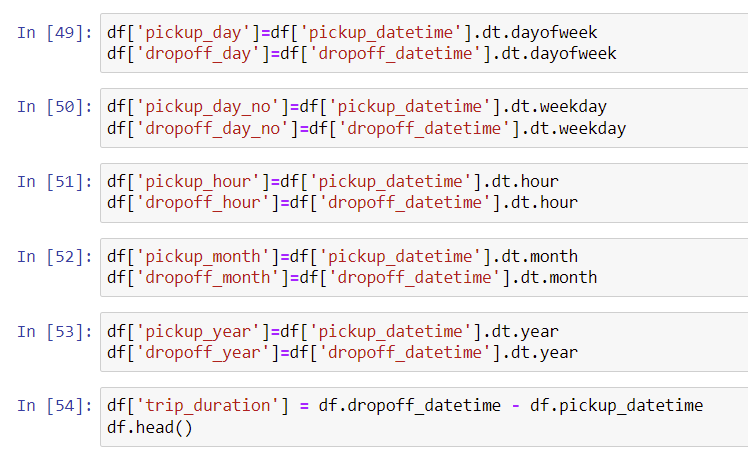 In [49]: df['pickup_day']=df['pickup_datetime'].dt.dayofweek
df['dropoff_day']=df['dropoff_datetime'].dt.dayofweek
In [50]: df['pickup_day_no']=df['pickup_datetime'].dt.weekday
df['dropoff_day_no']=df['dropoff_datetime'].dt.weekday
In [51]: df['pickup_hour']=df['pickup_datetime'].dt.hour
df['dropoff_hour']=df['dropoff_datetime'].dt.hour
In [52]: df['pickup_month']=df['pickup_datetime'].dt.month
df['dropoff_month']=df['dropoff_datetime'].dt.month
In [53]: df['pickup_year']=df['pickup_datetime'].dt.year
df['dropoff_year']=df['dropoff_datetime'].dt.year
In [54]: df['trip_duration'] = df.dropoff_datetime - df.pickup_datetime
df.head()